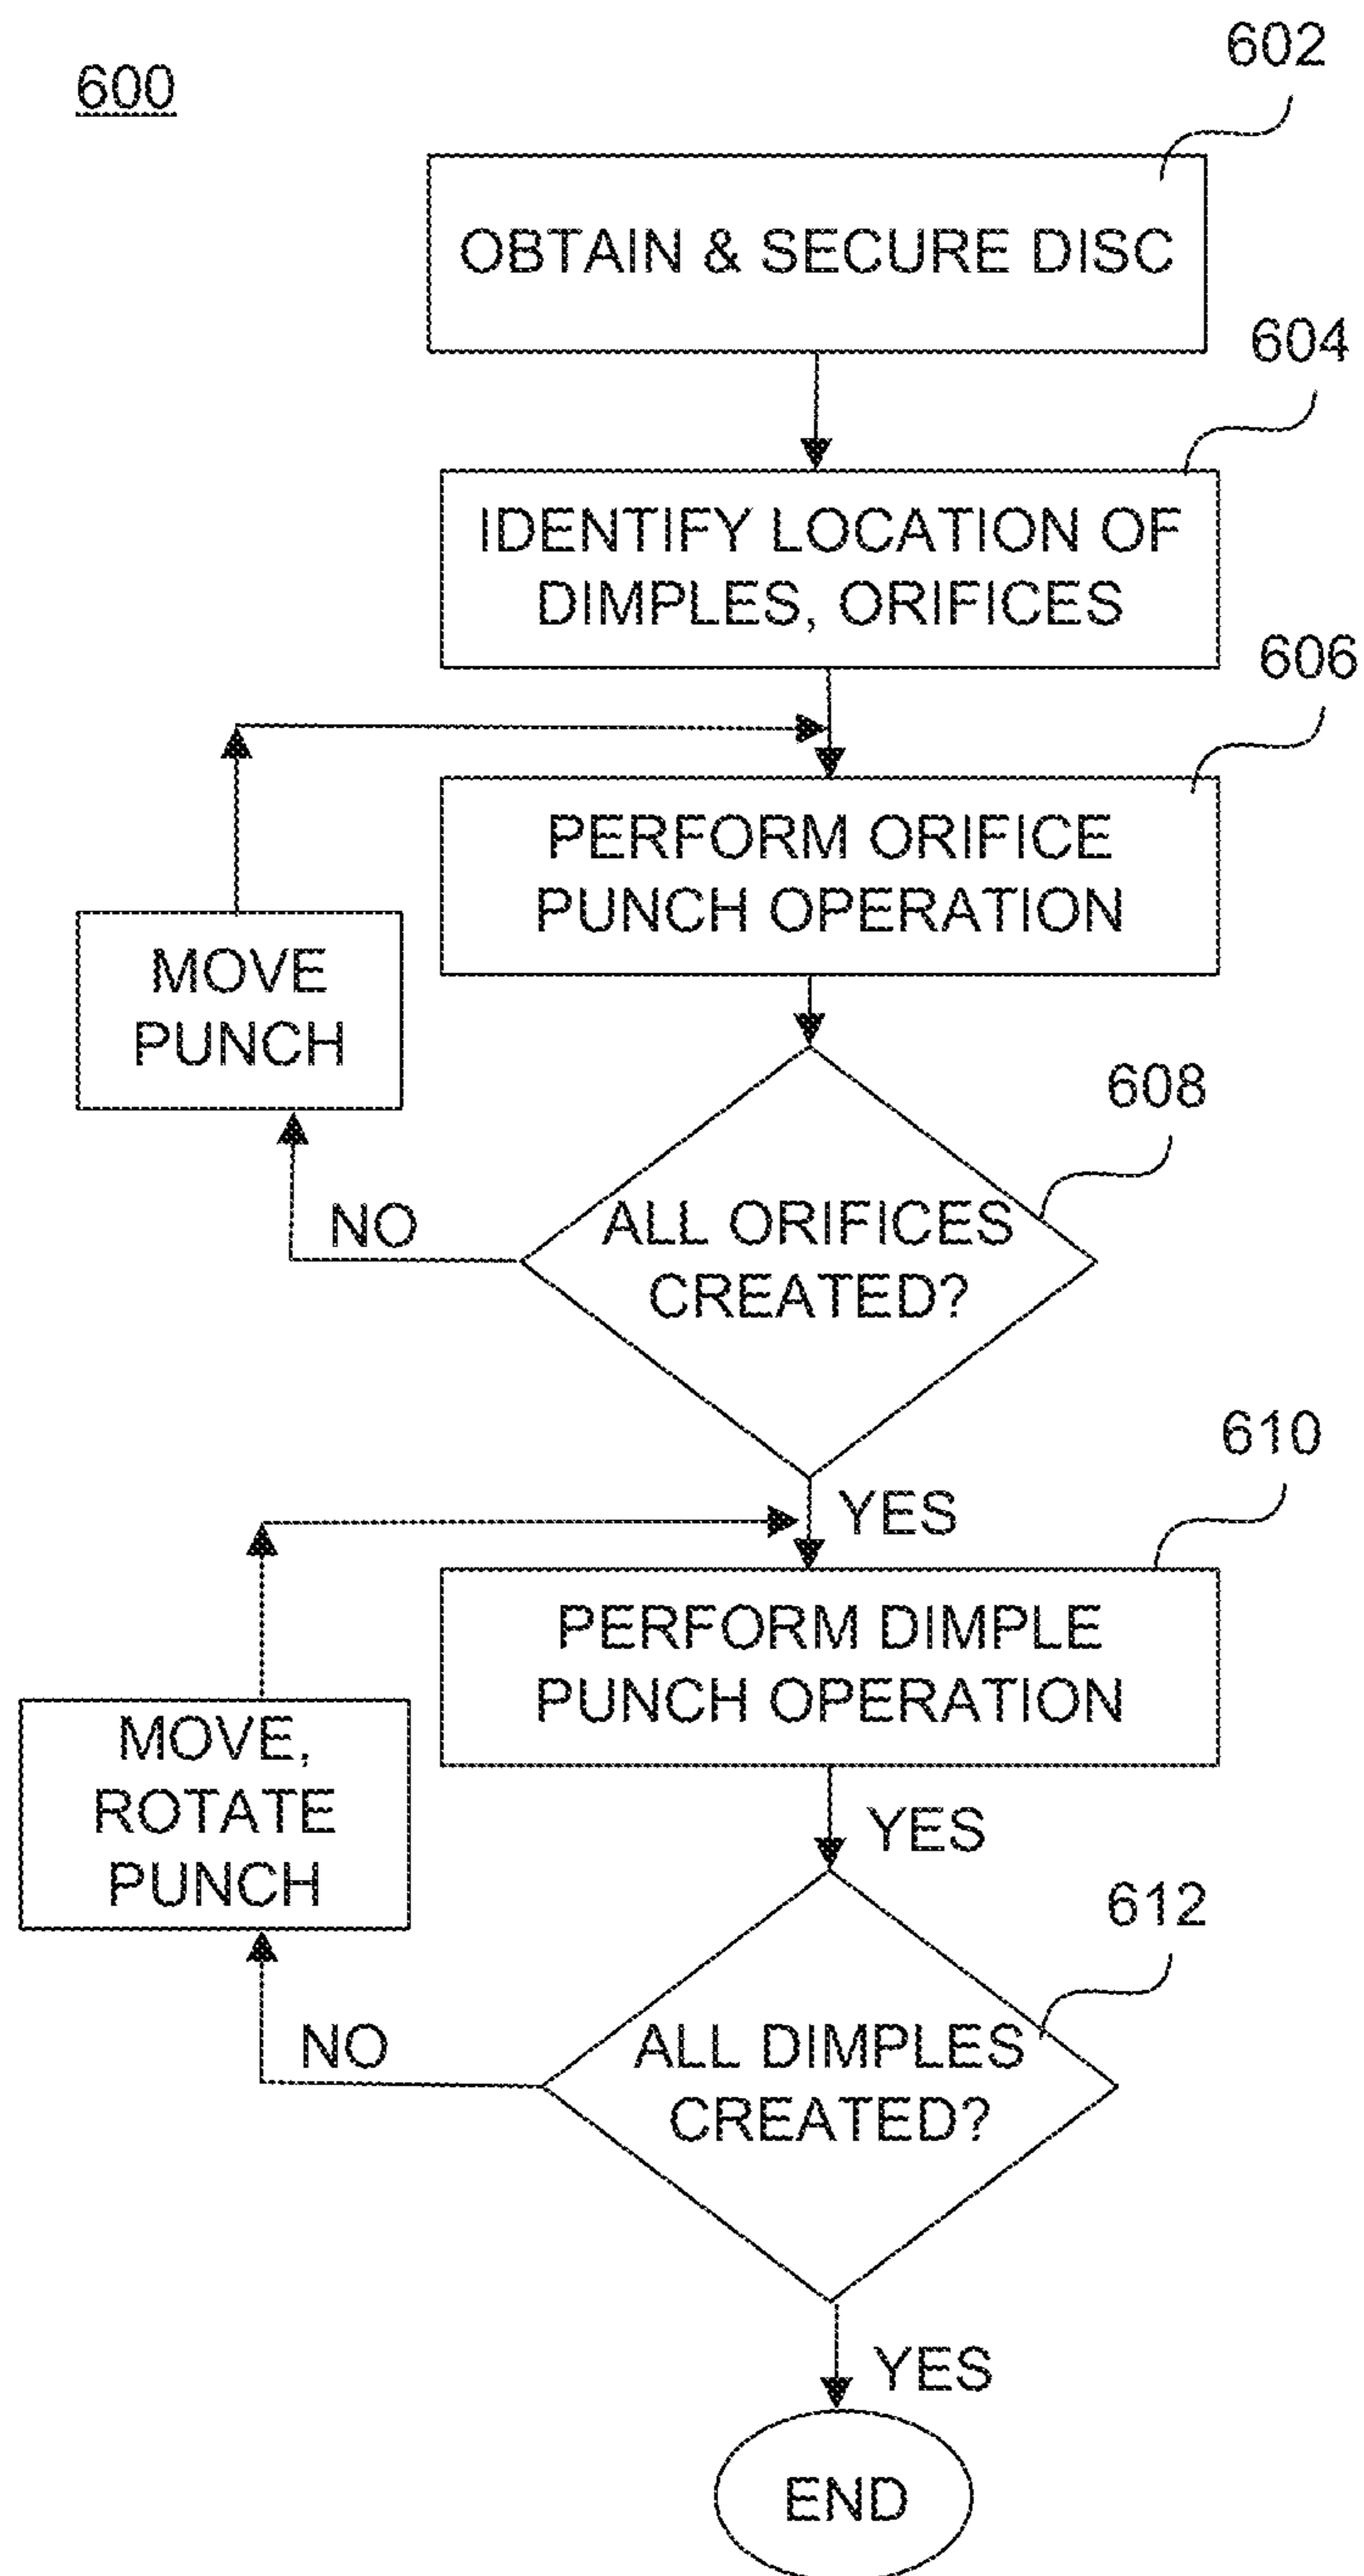 600
602
OBTAIN & SECURE DISC
604
IDENTIFY LOCATION OF
DIMPLES, ORIFICES
606
PERFORM ORIFICE
PUNCH OPERATION
MOVE
PUNCH
608
NO
ALL ORIFICES
CREATED?
610
YES
PERFORM DIMPLE
PUNCH OPERATION
MOVE,
ROTATE
PUNCH
YES
612
NO
ALL DIMPLES
CREATED?
YES
END